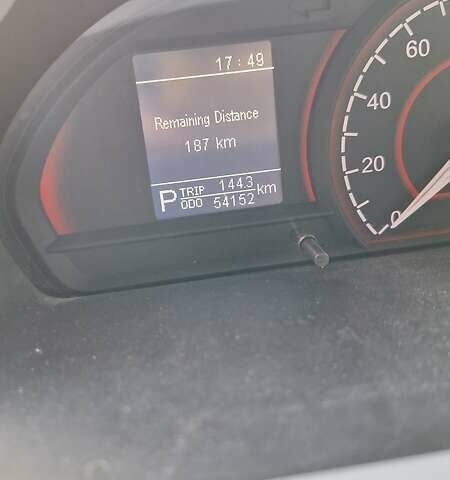 17:49
Remaining Distance
187 km
P TRIP 144.3 km
ODO 54152
60
40
20
0